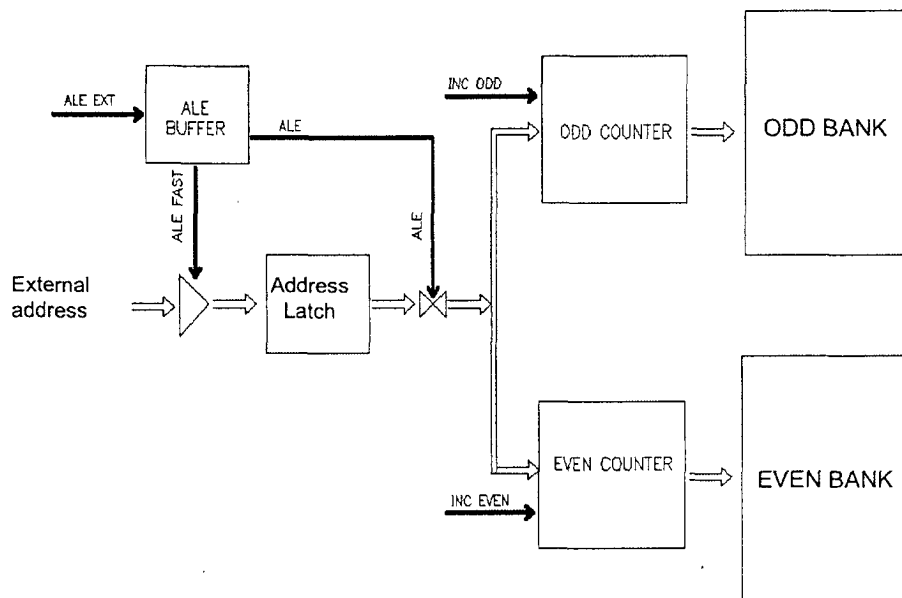 ALE EXT
ALE
BUFFER
ALE
ALE FAST
ALE
External
address
Address
Latch
INC ODD
ODD COUNTER
ODD BANK
EVEN COUNTER
INC EVEN
EVEN BANK